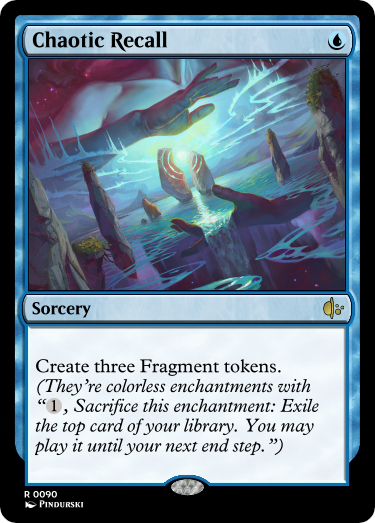 Chaotic Recall
Sorcery
Create three Fragment tokens.
(They're colorless enchantments with
“1, Sacrifice this enchantment: Exile
the top card of your library. You may
play it until your next end step.”)
R 0090
Pindurski